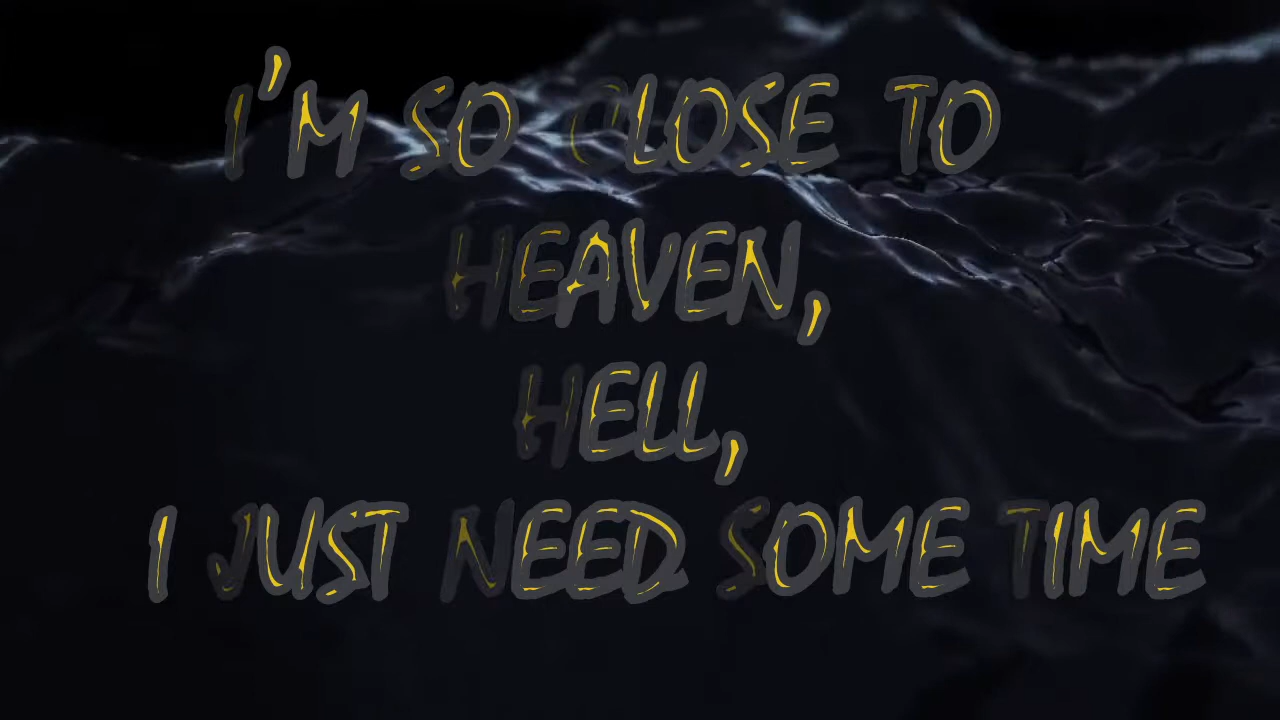 I'M SO CLOSE TO
HEAVEN,
HELL,
I JUST NEED SOME TIME